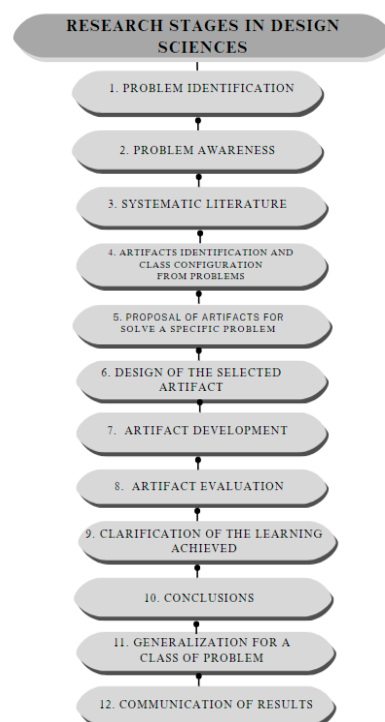 RESEARCH STAGES IN DESIGN
SCIENCES
1. PROBLEM IDENTIFICATION
2. PROBLEM AWARENESS
3. SYSTEMATIC LITERATURE
4. ARTIFACTS IDENTIFICATION AND
CLASS CONFIGURATION
FROM PROBLEMS
5. PROPOSAL OF ARTIFACTS FOR
SOLVE A SPECIFIC PROBLEM
6. DESIGN OF THE SELECTED
ARTIFACT
7. ARTIFACT DEVELOPMENT
8. ARTIFACT EVALUATION
9. CLARIFICATION OF THE LEARNING
ACHIEVED
10. CONCLUSIONS
11. GENERALIZATION FOR A
CLASS OF PROBLEM
12. COMMUNICATION OF RESULTS